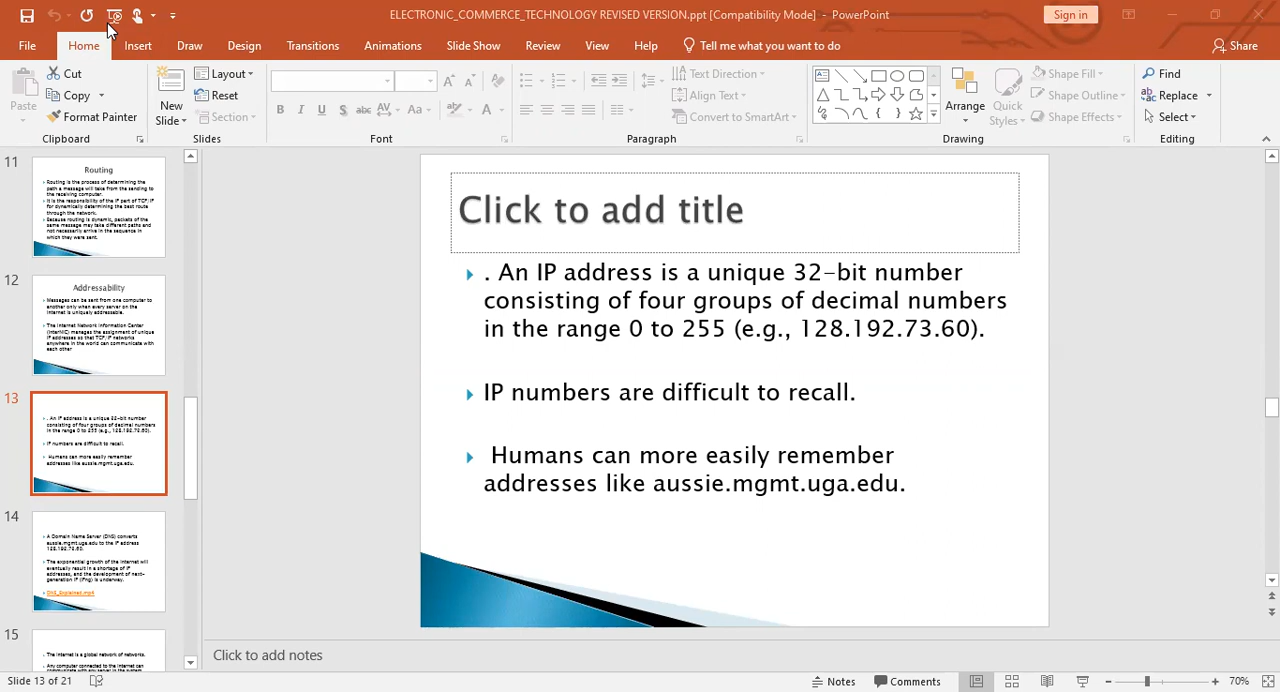 ELECTRONIC_COMMERCE_TECHNOLOGY REVISED VERSION.ppt [Compatibility Mode] - PowerPoint
Sign in
File Home Insert Draw Design Transitions Animations Slide Show Review View Help Tell me what you want to do Share
Paste
Cut
Copy
Format Painter
Clipboard
New
Slide
Layout
Reset
Section
Slides
B I U S abc AV Aa A
Font
Text Direction
Align Text
Convert to SmartArt
Paragraph
Arrange
Quick
Styles
Shape Fill
Shape Outline
Shape Effects
Drawing
Find
Replace
Select
Editing
11
Routing
Routing is the process of determining the
path a message will take from the sending to
the receiving computer.
It is the responsibility of the IP part of TCP/IP
for dynamically determining the best route
through the network.
Because routing is dynamic, packets of the
same message may take different paths and
not necessarily arrive in the sequence in
which they were sent.
12
Addressability
Messages can be sent from one computer to
another only when every server on the
Internet is uniquely addressable.
The Internet Network Information Center
(InterNIC) manages the assignment of unique
IP addresses so that TCP/IP networks
anywhere in the world can communicate with
each other
13
. An IP address is a unique 32-bit number
consisting of four groups of decimal numbers
in the range 0 to 255 (e.g., 128.192.73.60).
IP numbers are difficult to recall.
Humans can more easily remember
addresses like aussie.mgmt.uga.edu.
14
A Domain Name Server (DNS) converts
aussie.mgmt.uga.edu to the IP address
128.192.73.60.
The exponential growth of the Internet will
eventually result in a shortage of IP
addresses, and the development of next-
generation IP (IPng) is underway.
DNS_Explained.mp4
15
The Internet is a global network of networks.
Any computer connected to the Internet can
communicate with any server in the system
Click to add title
. An IP address is a unique 32-bit number
consisting of four groups of decimal numbers
in the range 0 to 255 (e.g., 128.192.73.60).
IP numbers are difficult to recall.
Humans can more easily remember
addresses like aussie.mgmt.uga.edu.
Click to add notes
Slide 13 of 21
Notes
Comments
70%